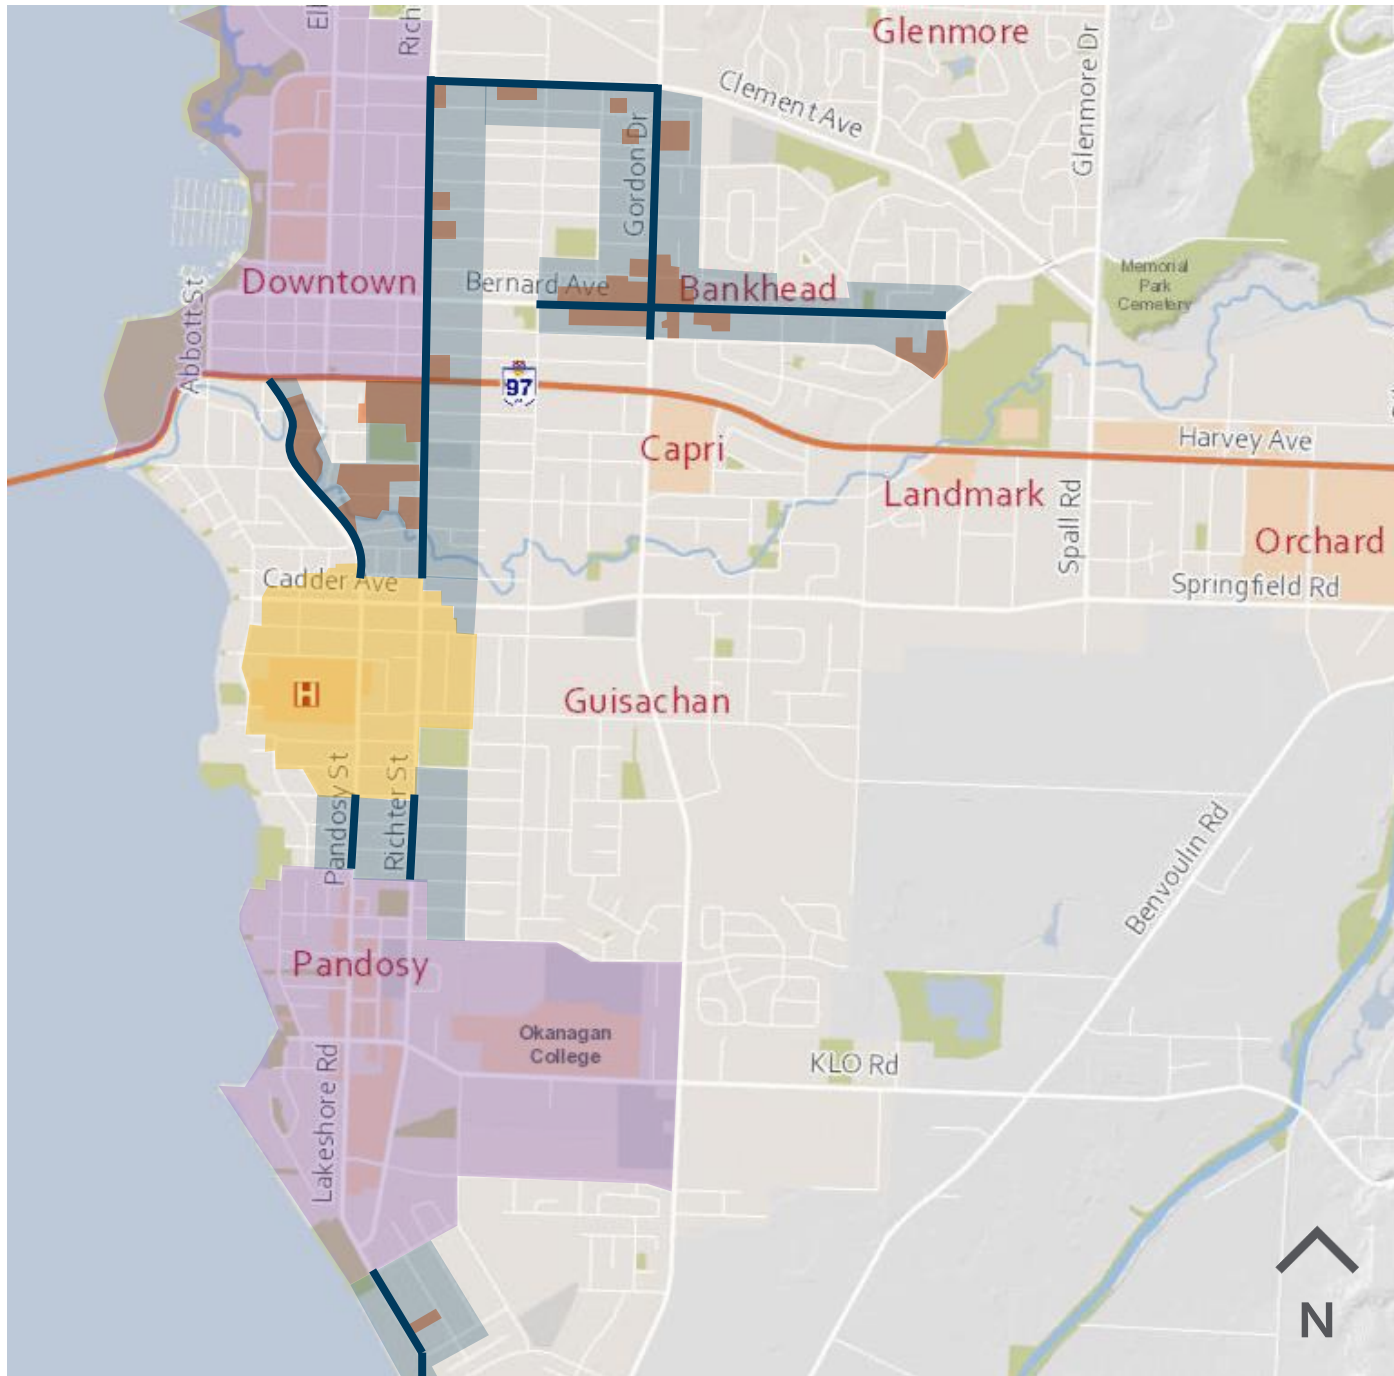 Ell
Rich
Glenmore
Glenmore Dr
Clement Ave
Gordon Dr
Memorial
Park
Cemetery
Downtown
Bernard Ave
Bankhead
Abbott St
97
Capri
Harvey Ave
Landmark
Spall Rd
Orchard
Cadder Ave
Springfield Rd
H
Guisachan
Pandosy St
Richter St
Benvoulin Rd
Pandosy
Okanagan
College
KLO Rd
Lakeshore Rd
N